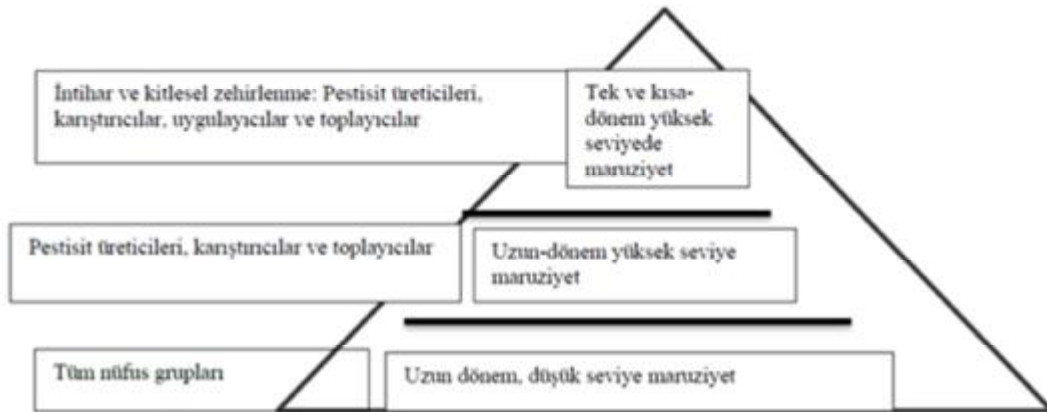 İntihar ve kitlesel zehirlenme: Pestisit üreticileri,
karıştırıcılar, uygulayıcılar ve toplayıcılar
Tek ve kısa-
dönem yüksek
seviyede
maruziyet
Pestisit üreticileri, karıştırıcılar ve toplayıcılar
Uzun-dönem yüksek seviye
maruziyet
Tüm nüfus grupları
Uzun dönem, düşük seviye maruziyet